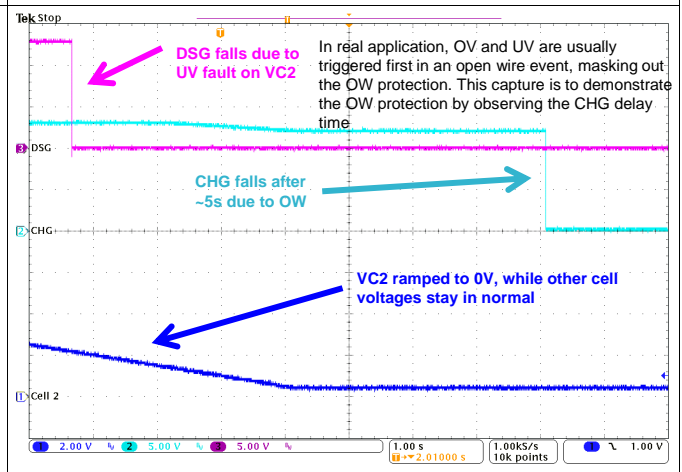 Tek Stop
DSG falls due to
UV fault on VC2
In real application, OV and UV are usually
triggered first in an open wire event, masking out
the OW protection. This capture is to demonstrate
the OW protection by observing the CHG delay
time
3 DSG
CHG falls after
~5s due to OW
2 CHG
VC2 ramped to 0V, while other cell
voltages stay in normal
1 Cell 2
1 2.00 V 2 5.00 V 3 5.00 V
1.00 s
T 2.01000 s
1.00kS/s
10k points
1 1.00 V